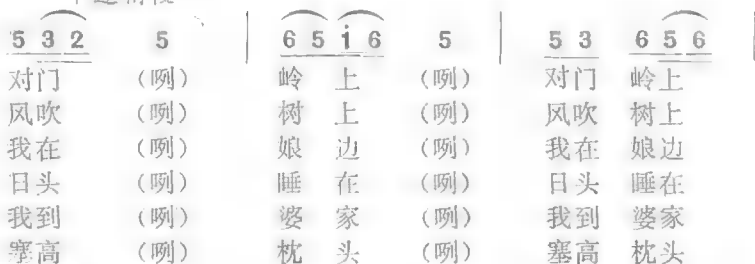 5 3 2 5 | 6 5 i 6 5 | 5 3 6 5 6 |
对门 (咧) 岭 上 (咧) 对门 岭上
风吹 (咧) 树 上 (咧) 风吹 树上
我在 (咧) 娘 边 (咧) 我在 娘边
日头 (咧) 睡 在 (咧) 日头 睡在
我到 (咧) 婆 家 (咧) 我到 婆家
塞高 (咧) 枕 头 (咧) 塞高 枕头